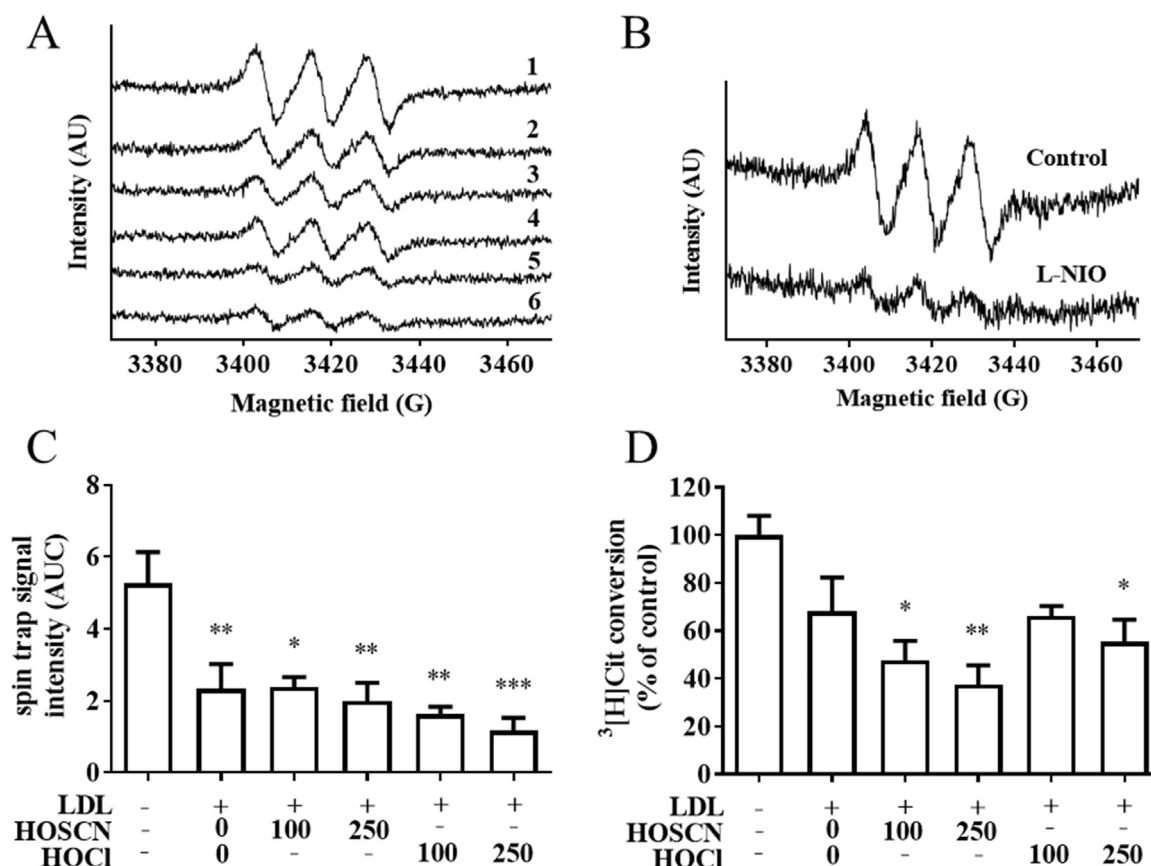 A
Intensity (AU)
1
2
3
4
5
6
3380 3400 3420 3440 3460
Magnetic field (G)
B
Intensity (AU)
Control
L-NIO
3380 3400 3420 3440 3460
Magnetic field (G)
C
spin trap signal
intensity (AUC)
8
6
4
2
0
** * ** ** ***
LDL - + + + + +
HOSCN - 0 100 250 - -
HOCl - 0 - - 100 250
D
³[H]Cit conversion
(% of control)
120
100
80
60
40
20
0
* ** *
LDL - + + + + +
HOSCN - 0 100 250 - -
HOCl - 0 - - 100 250